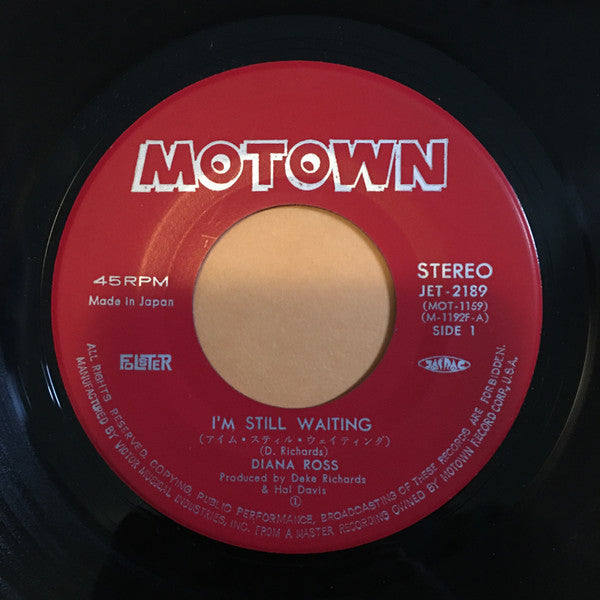 MOTOWN
45RPM
Made in Japan
STEREO
JET-2189
(MOT-1159)
(M-1192F-A)
SIDE 1
FOLSTER
JASRAC
I'M STILL WAITING
(アイム・スティル・ウェイティング)
(D. Richards)
DIANA ROSS
Produced by Deke Richards
& Hal Davis
①
ALL RIGHTS RESERVED. COPYING, PUBLIC PERFORMANCE, BROADCASTING OF THESE RECORDS ARE FORBIDDEN.
MANUFACTURED BY VICTOR MUSICAL INDUSTRIES, INC. FROM A MASTER RECORDING OWNED BY MOTOWN RECORD CORP., U.S.A.